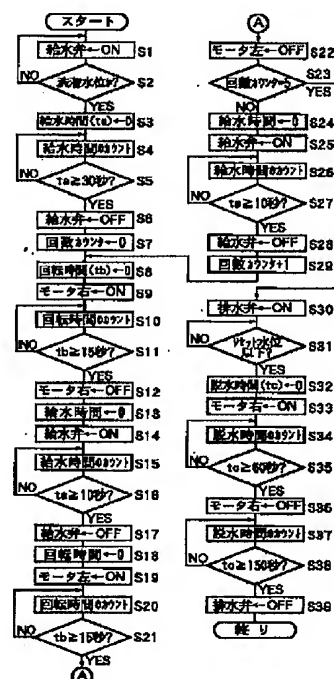 スタート
給水弁←ON S1
洗濯水位か? S2
NO
YES
給水時間(ta)←0 S3
給水時間のカウント S4
ta≧30秒? S5
NO
YES
給水弁←OFF S6
回数カウンタ←0 S7
回転時間(tb)←0 S8
モータ右←ON S9
回転時間のカウント S10
tb≧15秒? S11
NO
YES
モータ右←OFF S12
給水時間←0 S13
給水弁←ON S14
給水時間のカウント S15
ta≧10秒? S16
NO
YES
給水弁←OFF S17
回転時間←0 S18
モータ左←ON S19
回転時間のカウント S20
tb≧15秒? S21
NO
YES
A
A
モータ左←OFF S22
回数カウンタ=5 S23
YES
NO
給水時間←0 S24
給水弁←ON S25
給水時間のカウント S26
ta≧10秒? S27
NO
YES
給水弁←OFF S28
回数カウンタ+1 S29
排水弁←ON S30
リセット水位
以下? S31
NO
YES
脱水時間(tc)←0 S32
モータ右←ON S33
脱水時間のカウント S34
tc≧60秒? S35
NO
YES
モータ右←OFF S36
脱水時間のカウント S37
tc≧150秒? S38
NO
YES
排水弁←OFF S39
終り